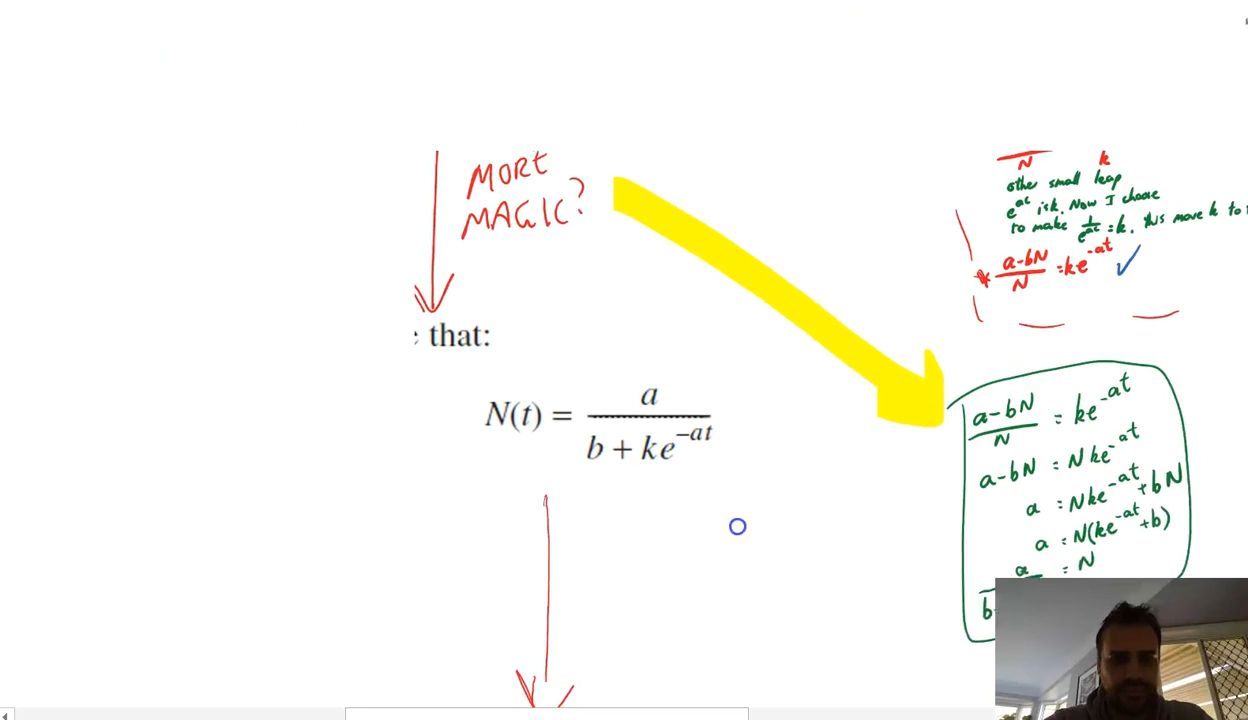 MORE
MAGIC?
that:
N(t) = a / (b + ke^{-at})
N k
other small leap
e^{at} is k. Now I choose
to make 1/e^{at} = k. this move k to
* (a-bN)/N = ke^{-at} ✓
(a-bN)/N = ke^{-at}
a-bN = Nke^{-at}
a = Nke^{-at} + bN
a = N(ke^{-at} + b)
a = N
b